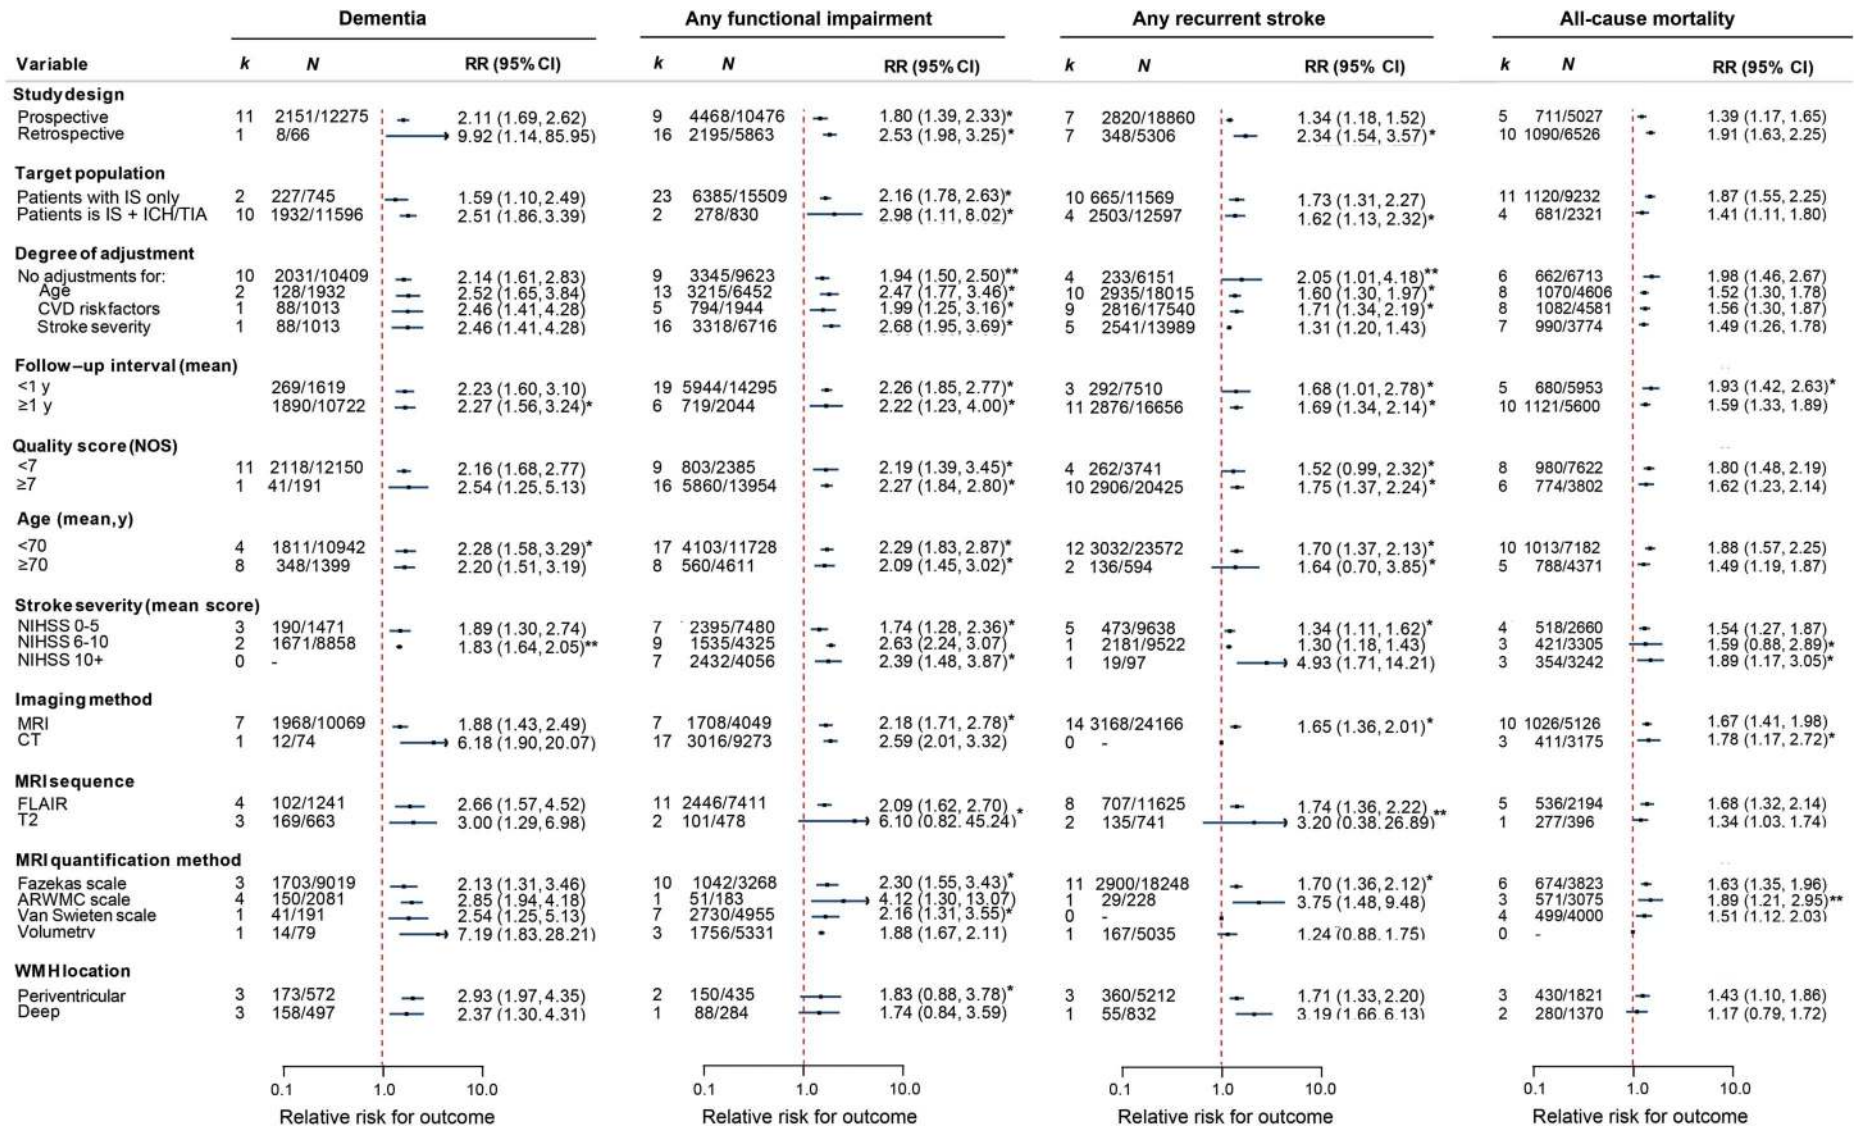 Dementia Any functional impairment Any recurrent stroke All-cause mortality
Variable k N RR (95% CI) k N RR (95% CI) k N RR (95% CI) k N RR (95% CI)
Study design
Prospective 11 2151/12275 2.11 (1.69, 2.62) 9 4468/10476 1.80 (1.39, 2.33)* 7 2820/18860 1.34 (1.18, 1.52) 5 711/5027 1.39 (1.17, 1.65)
Retrospective 1 8/66 9.92 (1.14, 85.95) 16 2195/5863 2.53 (1.98, 3.25)* 7 348/5306 2.34 (1.54, 3.57)* 10 1090/6526 1.91 (1.63, 2.25)
Target population
Patients with IS only 2 227/745 1.59 (1.10, 2.49) 23 6385/15509 2.16 (1.78, 2.63)* 10 665/11569 1.73 (1.31, 2.27) 11 1120/9232 1.87 (1.55, 2.25)
Patients is IS + ICH/TIA 10 1932/11596 2.51 (1.86, 3.39) 2 278/830 2.98 (1.11, 8.02)* 4 2503/12597 1.62 (1.13, 2.32)* 4 681/2321 1.41 (1.11, 1.80)
Degree of adjustment
No adjustments for: 10 2031/10409 2.14 (1.61, 2.83) 9 3345/9623 1.94 (1.50, 2.50)** 4 233/6151 2.05 (1.01, 4.18)** 6 662/6713 1.98 (1.46, 2.67)
Age 2 128/1932 2.52 (1.65, 3.84) 13 3215/6452 2.47 (1.77, 3.46)* 10 2935/18015 1.60 (1.30, 1.97)* 8 1070/4606 1.52 (1.30, 1.78)
CVD risk factors 1 88/1013 2.46 (1.41, 4.28) 5 794/1944 1.99 (1.25, 3.16)* 9 2816/17540 1.71 (1.34, 2.19)* 8 1082/4581 1.56 (1.30, 1.87)
Stroke severity 1 88/1013 2.46 (1.41, 4.28) 16 3318/6716 2.68 (1.95, 3.69)* 5 2541/13989 1.31 (1.20, 1.43) 7 990/3774 1.49 (1.26, 1.78)
Follow–up interval (mean)
<1 y 269/1619 2.23 (1.60, 3.10) 19 5944/14295 2.26 (1.85, 2.77)* 3 292/7510 1.68 (1.01, 2.78)* 5 680/5953 1.93 (1.42, 2.63)*
≥1 y 1890/10722 2.27 (1.56, 3.24)* 6 719/2044 2.22 (1.23, 4.00)* 11 2876/16656 1.69 (1.34, 2.14)* 10 1121/5600 1.59 (1.33, 1.89)
Quality score (NOS)
<7 11 2118/12150 2.16 (1.68, 2.77) 9 803/2385 2.19 (1.39, 3.45)* 4 262/3741 1.52 (0.99, 2.32)* 8 980/7622 1.80 (1.48, 2.19)
≥7 1 41/191 2.54 (1.25, 5.13) 16 5860/13954 2.27 (1.84, 2.80)* 10 2906/20425 1.75 (1.37, 2.24)* 6 774/3802 1.62 (1.23, 2.14)
Age (mean, y)
<70 4 1811/10942 2.28 (1.58, 3.29)* 17 4103/11728 2.29 (1.83, 2.87)* 12 3032/23572 1.70 (1.37, 2.13)* 10 1013/7182 1.88 (1.57, 2.25)
≥70 8 348/1399 2.20 (1.51, 3.19) 8 560/4611 2.09 (1.45, 3.02)* 2 136/594 1.64 (0.70, 3.85)* 5 788/4371 1.49 (1.19, 1.87)
Stroke severity (mean score)
NIHSS 0-5 3 190/1471 1.89 (1.30, 2.74) 7 2395/7480 1.74 (1.28, 2.36)* 5 473/9638 1.34 (1.11, 1.62)* 4 518/2660 1.54 (1.27, 1.87)
NIHSS 6-10 2 1671/8858 1.83 (1.64, 2.05)** 9 1535/4325 2.63 (2.24, 3.07) 1 2181/9522 1.30 (1.18, 1.43) 3 421/3305 1.59 (0.88, 2.89)*
NIHSS 10+ 0 - 7 2432/4056 2.39 (1.48, 3.87)* 1 19/97 4.93 (1.71, 14.21) 3 354/3242 1.89 (1.17, 3.05)*
Imaging method
MRI 7 1968/10069 1.88 (1.43, 2.49) 7 1708/4049 2.18 (1.71, 2.78)* 14 3168/24166 1.65 (1.36, 2.01)* 10 1026/5126 1.67 (1.41, 1.98)
CT 1 12/74 6.18 (1.90, 20.07) 17 3016/9273 2.59 (2.01, 3.32) 0 - 3 411/3175 1.78 (1.17, 2.72)*
MRI sequence
FLAIR 4 102/1241 2.66 (1.57, 4.52) 11 2446/7411 2.09 (1.62, 2.70) 8 707/11625 1.74 (1.36, 2.22) 5 536/2194 1.68 (1.32, 2.14)
T2 3 169/663 3.00 (1.29, 6.98) 2 101/478 6.10 (0.82, 45.24)* 2 135/741 3.20 (0.38, 26.89)** 1 277/396 1.34 (1.03, 1.74)
MRI quantification method
Fazekas scale 3 1703/9019 2.13 (1.31, 3.46) 10 1042/3268 2.30 (1.55, 3.43)* 11 2900/18248 1.70 (1.36, 2.12)* 6 674/3823 1.63 (1.35, 1.96)
ARWMC scale 4 150/2081 2.85 (1.94, 4.18) 1 51/183 4.12 (1.30, 13.07) 1 29/228 3.75 (1.48, 9.48) 3 571/3075 1.89 (1.21, 2.95)**
Van Swieten scale 1 41/191 2.54 (1.25, 5.13) 7 2730/4955 2.16 (1.31, 3.55)* 0 - 4 499/4000 1.51 (1.12, 2.03)
Volumetry 1 14/79 7.19 (1.83, 28.21) 3 1756/5331 1.88 (1.67, 2.11) 1 167/5035 1.24 (0.88, 1.75) 0 -
WMH location
Periventricular 3 173/572 2.93 (1.97, 4.35) 2 150/435 1.83 (0.88, 3.78)* 3 360/5212 1.71 (1.33, 2.20) 3 430/1821 1.43 (1.10, 1.86)
Deep 3 158/497 2.37 (1.30, 4.31) 1 88/284 1.74 (0.84, 3.59) 1 55/832 3.19 (1.66, 6.13) 2 280/1370 1.17 (0.79, 1.72)
0.1 1.0 10.0 0.1 1.0 10.0 0.1 1.0 10.0 0.1 1.0 10.0
Relative risk for outcome Relative risk for outcome Relative risk for outcome Relative risk for outcome